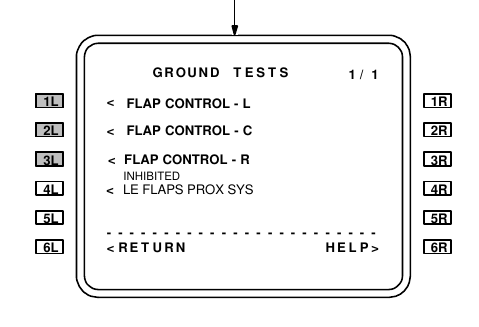 GROUND TESTS 1 / 1
1L < FLAP CONTROL - L 1R
2L < FLAP CONTROL - C 2R
3L < FLAP CONTROL - R 3R
INHIBITED
4L < LE FLAPS PROX SYS 4R
5L 5R
- - - - - - - - - - - - - - - - - - - - - - - -
6L <RETURN HELP> 6R